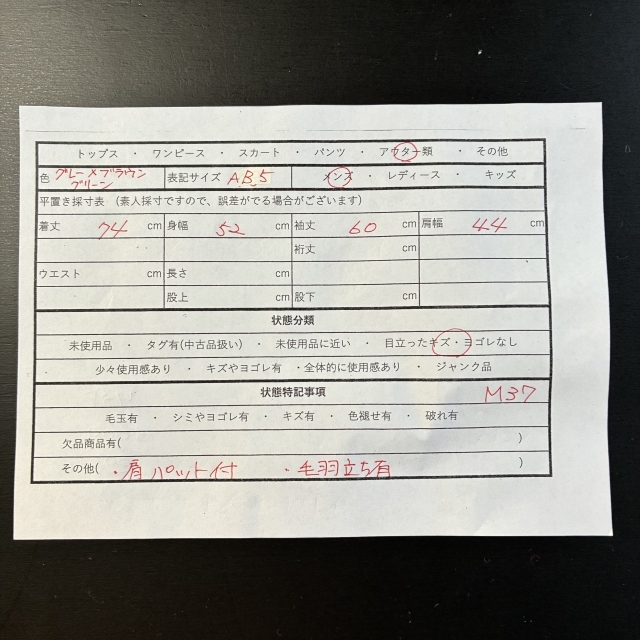 トップス ・ ワンピース ・ スカート ・ パンツ ・ アウター類 ・ その他
色 グレー×ブラウン グリーン 表記サイズ AB5 メンズ ・ レディース ・ キッズ
平置き採寸表 （素人採寸ですので、誤差がでる場合がございます）
着丈 74 cm 身幅 52 cm 袖丈 60 cm 肩幅 44 cm
裄丈 cm
ウエスト cm 長さ cm
股上 cm 股下 cm
状態分類
未使用品 ・ タグ有(中古品扱い) ・ 未使用品に近い ・ 目立ったキズ・ヨゴレなし
少々使用感あり ・ キズやヨゴレ有 ・全体的に使用感あり ・ ジャンク品
状態特記事項 M37
毛玉有 ・ シミやヨゴレ有 ・ キズ有 ・ 色褪せ有 ・ 破れ有
欠品商品有( )
その他( ・肩パット付 ・毛羽立ち有 )